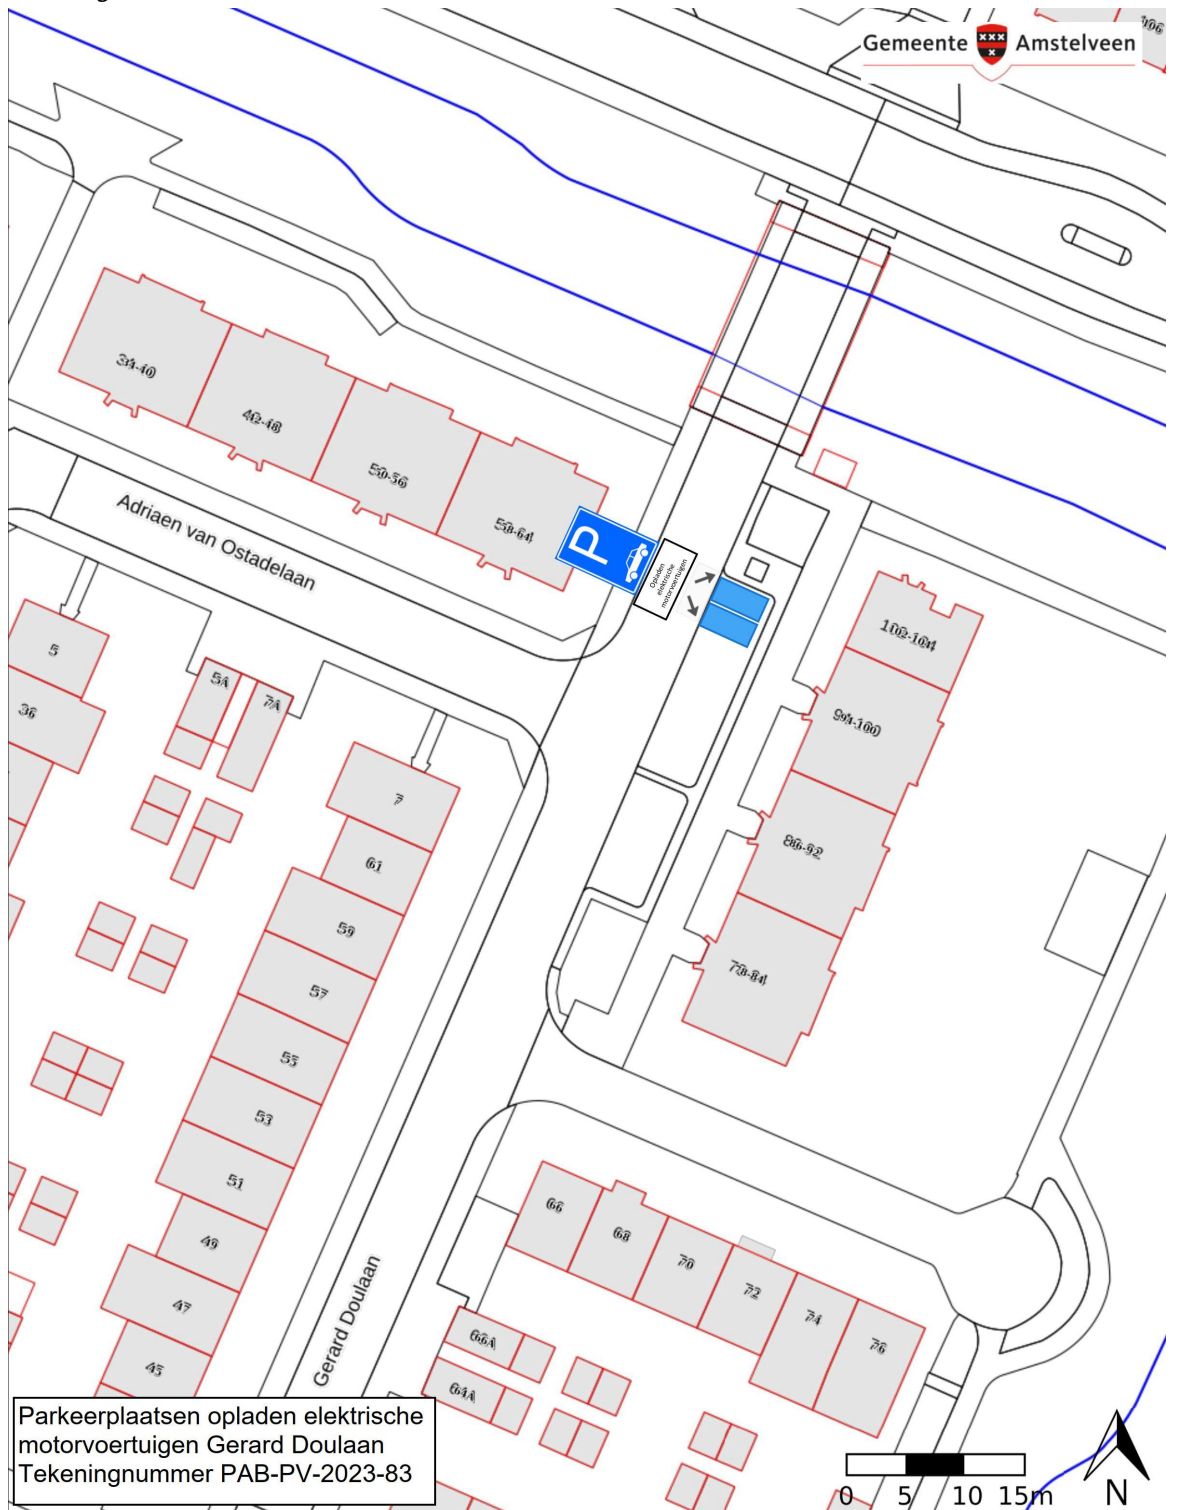 Gemeente Amstelveen
106
34-40
42-48
50-56
58-64
Adriaen van Ostadelaan
P
Opladen
elektrische
motorvoertuigen
5
36
5A
7A
7
61
59
57
55
53
51
49
47
45
102-104
94-100
86-92
78-84
66
68
70
72
74
76
66A
64A
Gerard Doulaan
Parkeerplaatsen opladen elektrische
motorvoertuigen Gerard Doulaan
Tekeningnummer PAB-PV-2023-83
0 5 10 15m
N